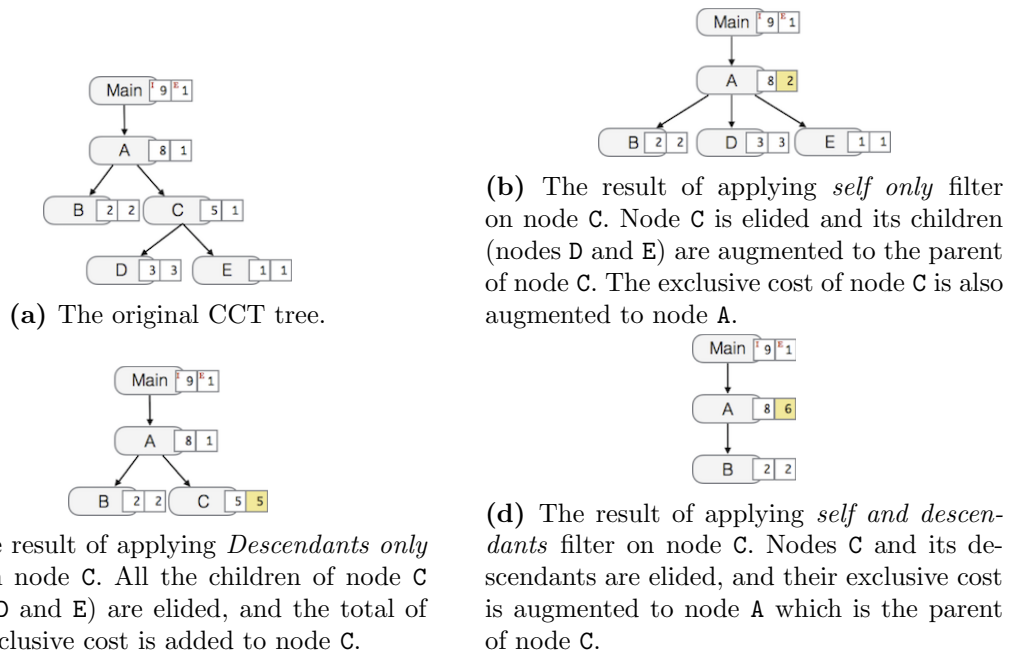 Main I 9 E 1
A 8 1
B 2 2 C 5 1
D 3 3 E 1 1
(a) The original CCT tree.
Main I 9 E 1
A 8 2
B 2 2 D 3 3 E 1 1
(b) The result of applying self only filter
on node C. Node C is elided and its children
(nodes D and E) are augmented to the parent
of node C. The exclusive cost of node C is also
augmented to node A.
Main I 9 E 1
A 8 1
B 2 2 C 5 5
result of applying Descendants only
node C. All the children of node C
and E) are elided, and the total of
cost is added to node C.
Main I 9 E 1
A 8 6
B 2 2
(d) The result of applying self and descen-
dants filter on node C. Nodes C and its de-
scendants are elided, and their exclusive cost
is augmented to node A which is the parent
of node C.